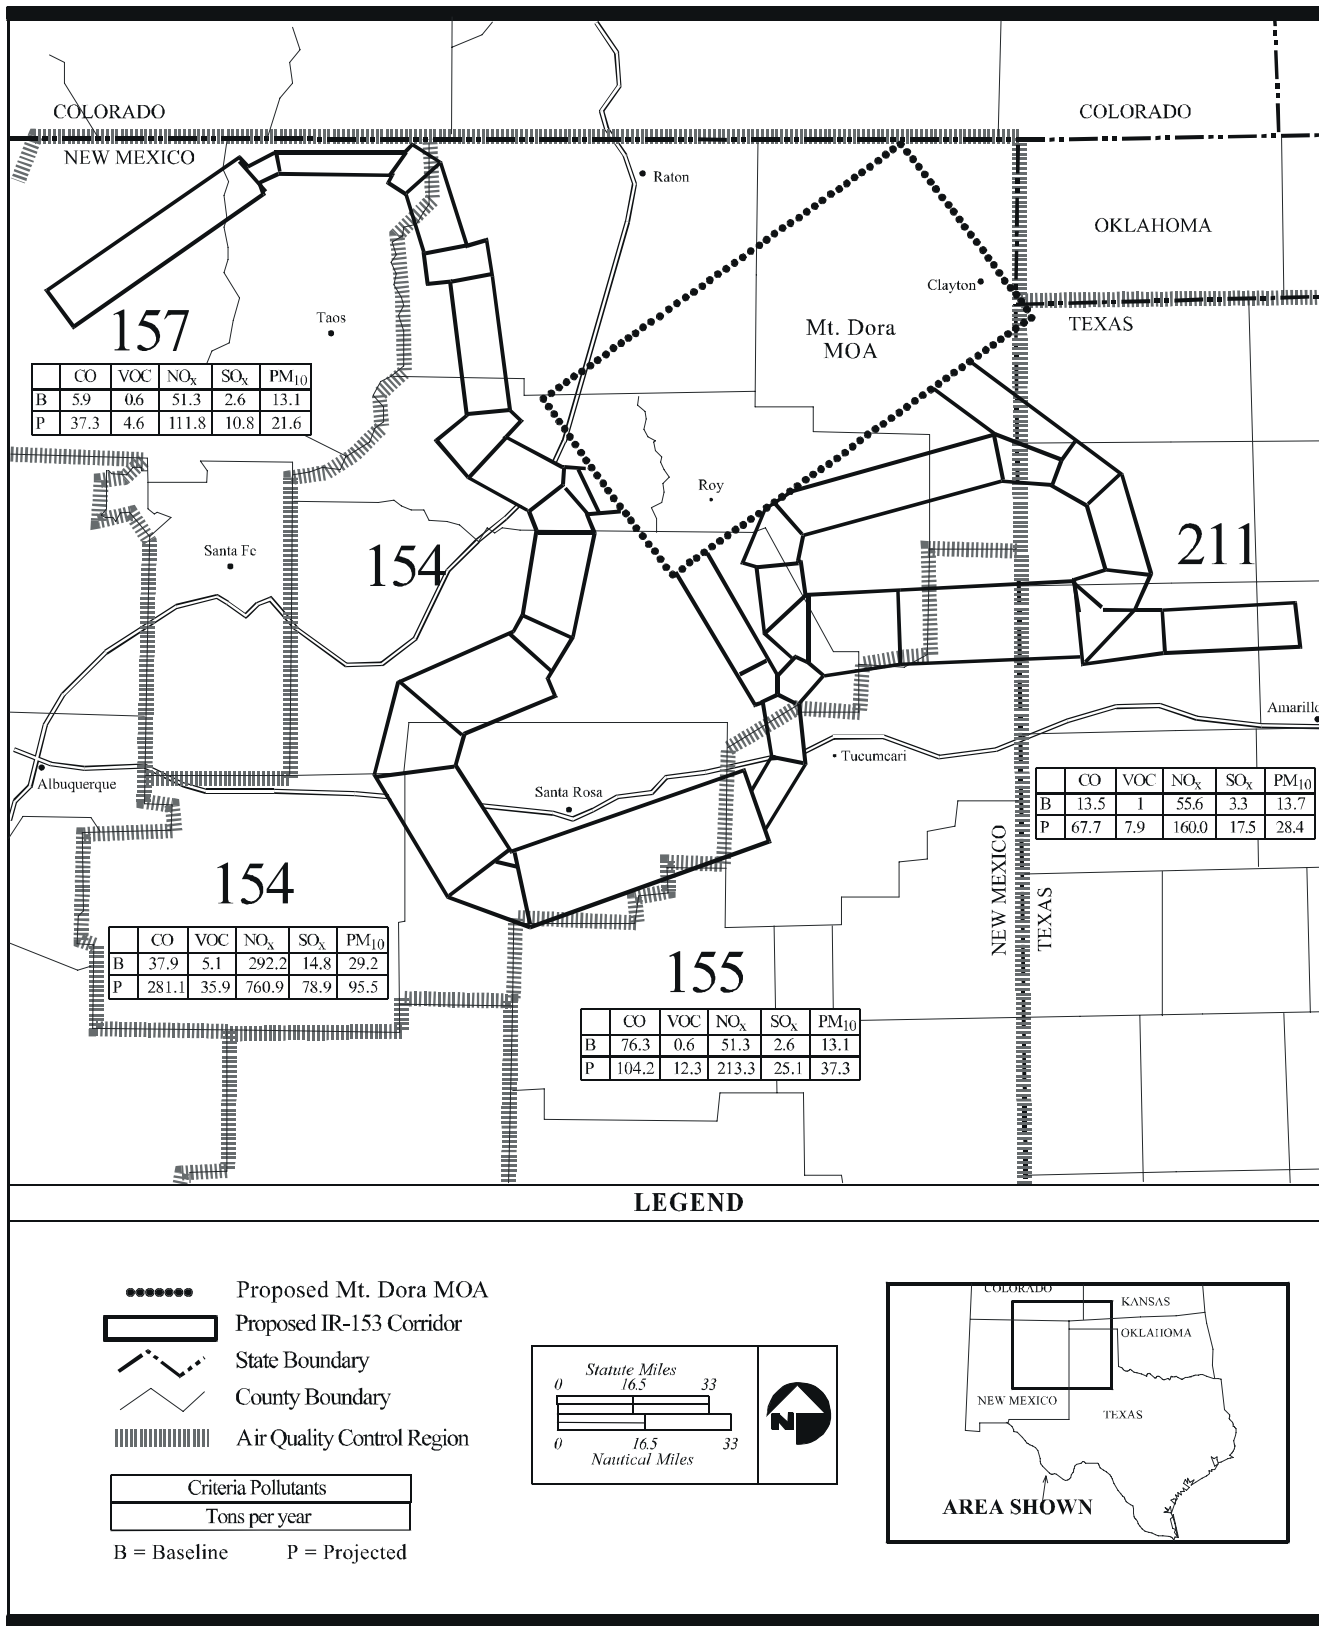 COLORADO
COLORADO
NEW MEXICO
Raton
OKLAHOMA
Clayton
157
Taos
Mt. Dora
MOA
TEXAS
CO VOC NOx SOx PM10
B 5.9 0.6 51.3 2.6 13.1
P 37.3 4.6 111.8 10.8 21.6
Roy
Santa Fe
154
211
Amarillo
Tucumcari
Albuquerque
Santa Rosa
CO VOC NOx SOx PM10
B 13.5 1 55.6 3.3 13.7
P 67.7 7.9 160.0 17.5 28.4
NEW MEXICO
TEXAS
154
CO VOC NOx SOx PM10
B 37.9 5.1 292.2 14.8 29.2
P 281.1 35.9 760.9 78.9 95.5
155
CO VOC NOx SOx PM10
B 76.3 0.6 51.3 2.6 13.1
P 104.2 12.3 213.3 25.1 37.3
LEGEND
Proposed Mt. Dora MOA
Proposed IR-153 Corridor
State Boundary
County Boundary
Air Quality Control Region
Criteria Pollutants
Tons per year
B = Baseline P = Projected
Statute Miles
0 16.5 33
0 16.5 33
Nautical Miles
N
COLORADO
KANSAS
OKLAHOMA
NEW MEXICO
TEXAS
AREA SHOWN